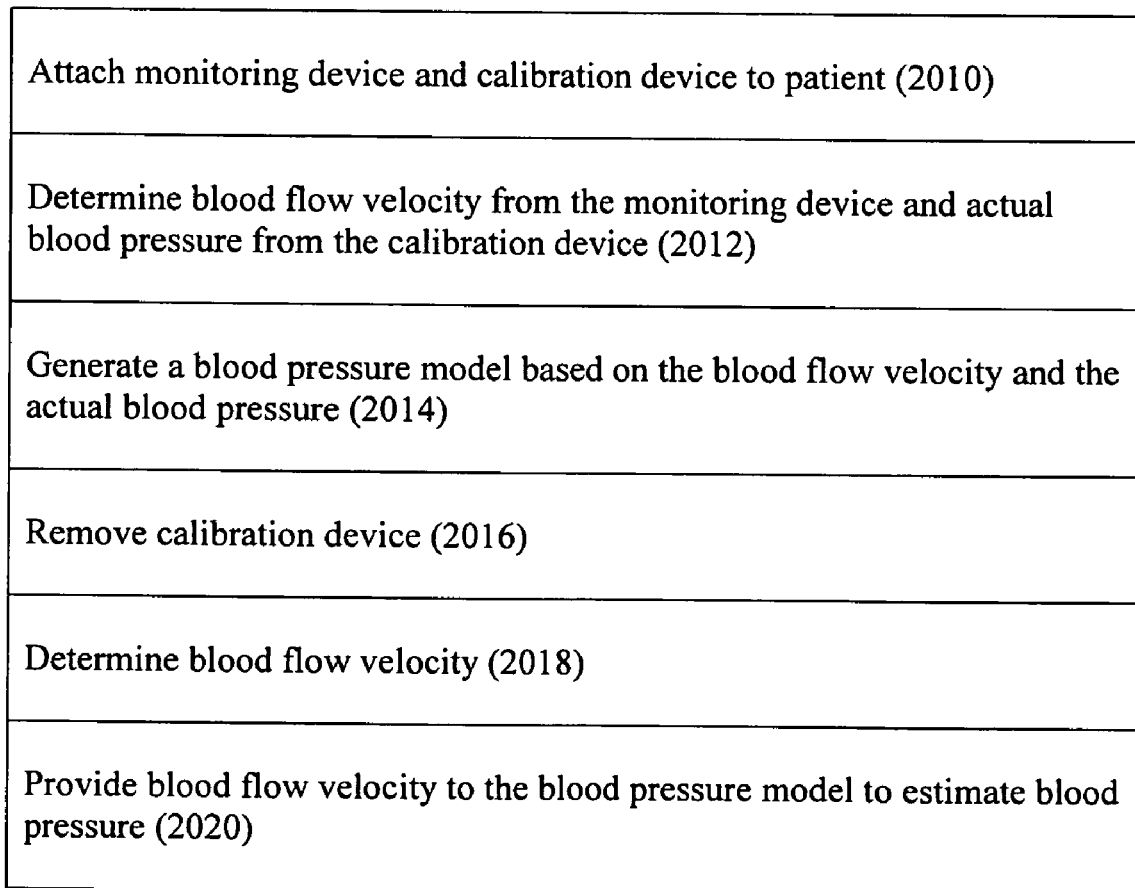 Attach monitoring device and calibration device to patient (2010)
Determine blood flow velocity from the monitoring device and actual
blood pressure from the calibration device (2012)
Generate a blood pressure model based on the blood flow velocity and the
actual blood pressure (2014)
Remove calibration device (2016)
Determine blood flow velocity (2018)
Provide blood flow velocity to the blood pressure model to estimate blood
pressure (2020)